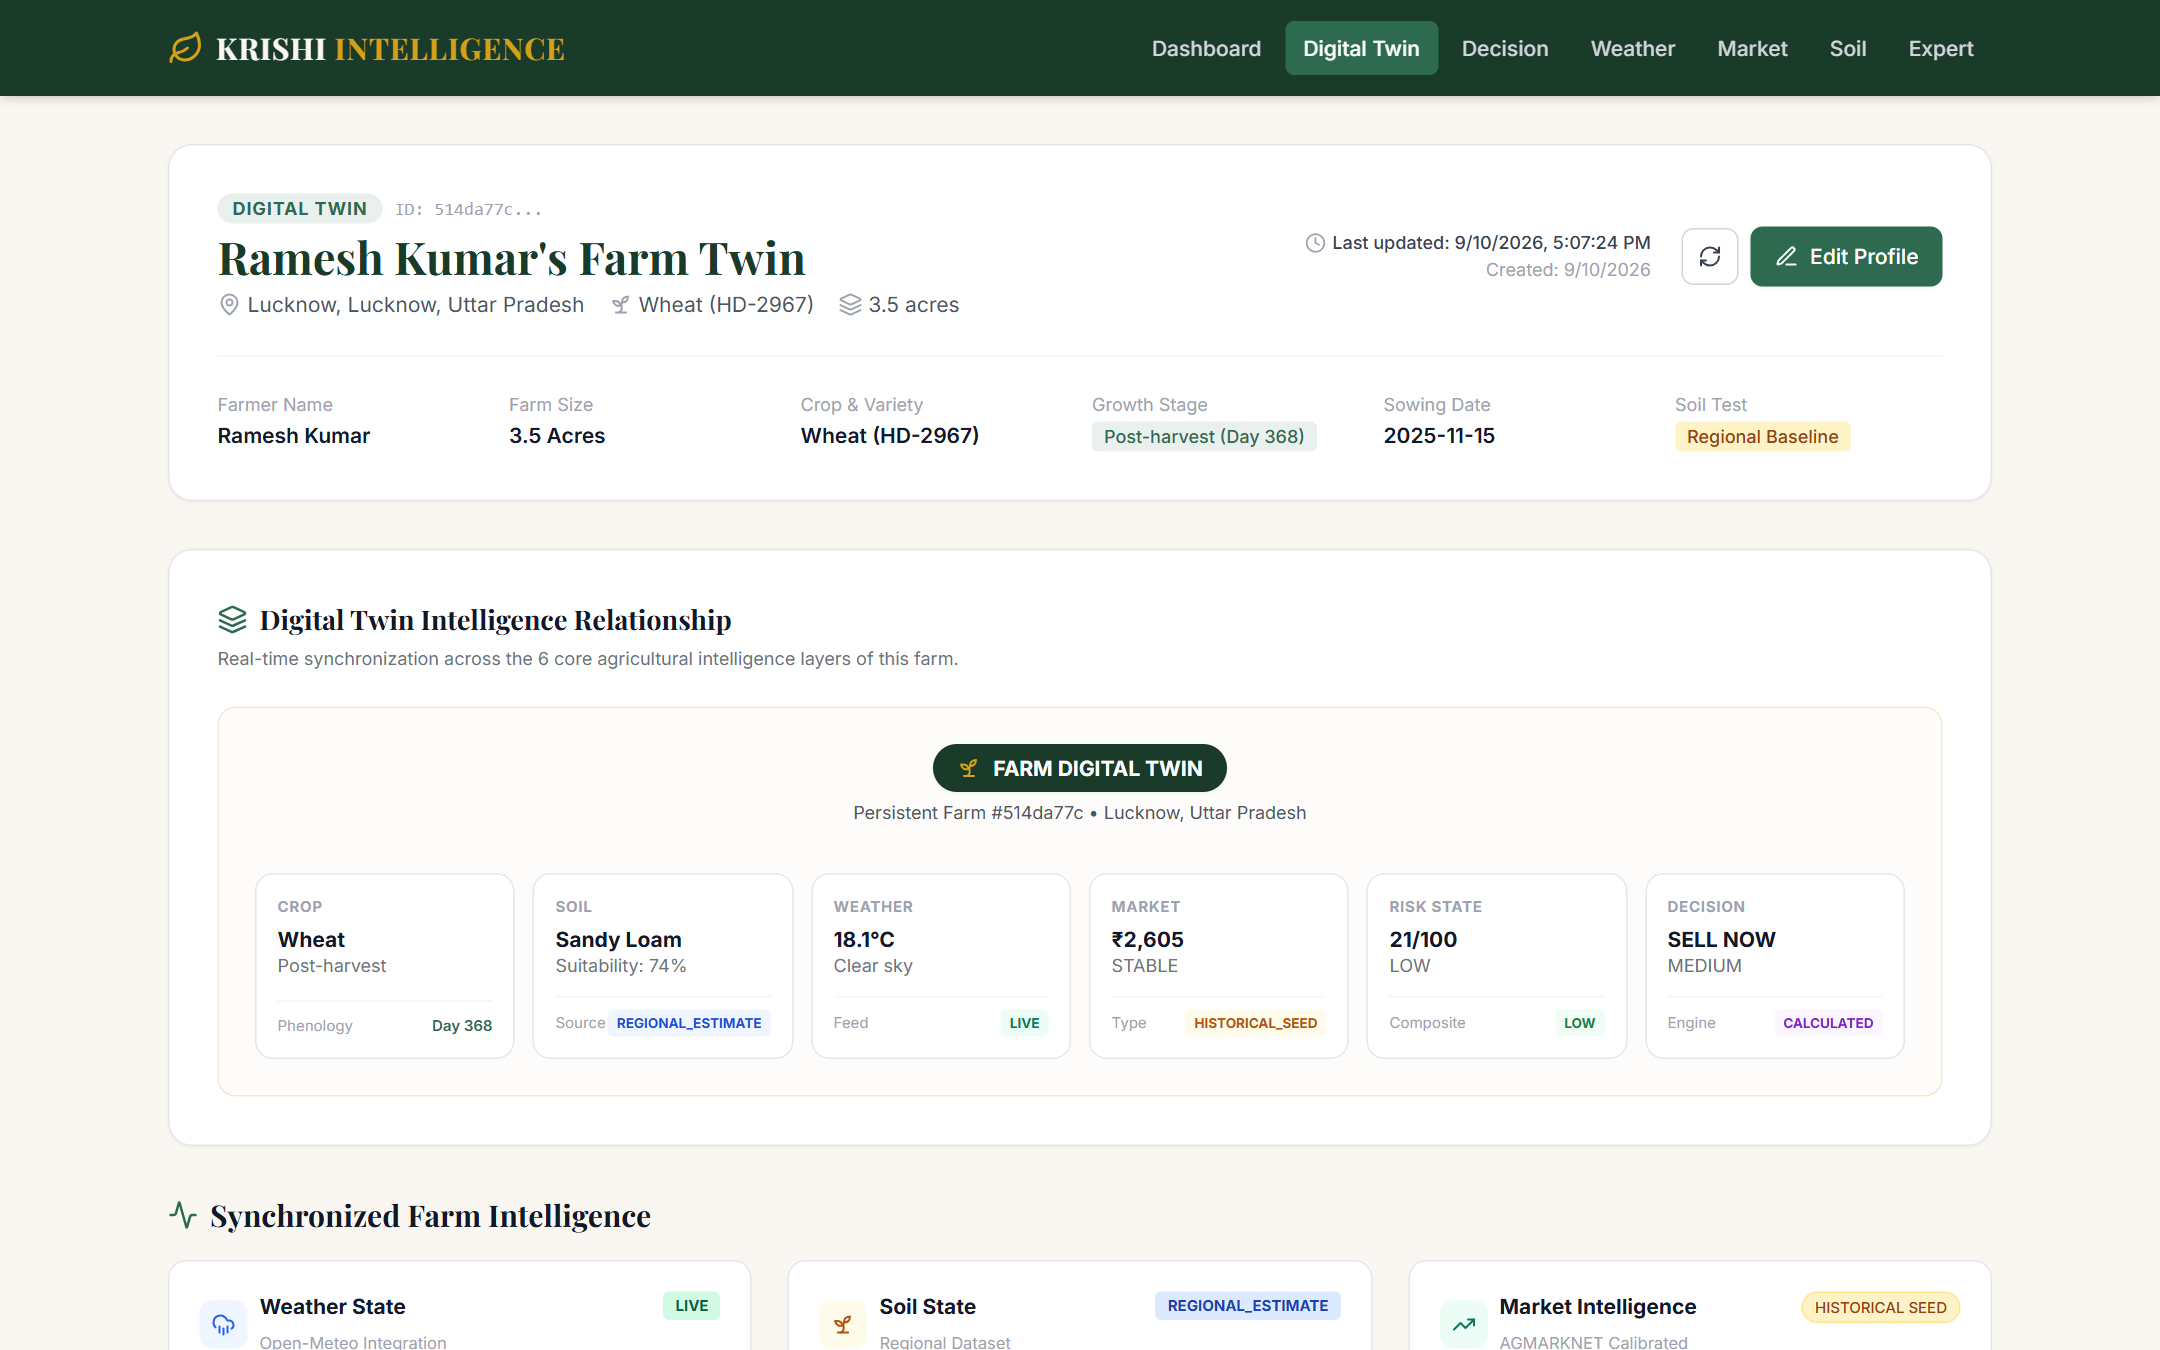 KRISHI INTELLIGENCE
Dashboard
Digital Twin
Decision
Weather
Market
Soil
Expert
DIGITAL TWIN
ID: 514da77c...
Ramesh Kumar's Farm Twin
Lucknow, Lucknow, Uttar Pradesh
Wheat (HD-2967)
3.5 acres
Last updated: 9/10/2026, 5:07:24 PM
Created: 9/10/2026
Edit Profile
Farmer Name
Ramesh Kumar
Farm Size
3.5 Acres
Crop & Variety
Wheat (HD-2967)
Growth Stage
Post-harvest (Day 368)
Sowing Date
2025-11-15
Soil Test
Regional Baseline
Digital Twin Intelligence Relationship
Real-time synchronization across the 6 core agricultural intelligence layers of this farm.
FARM DIGITAL TWIN
Persistent Farm #514da77c • Lucknow, Uttar Pradesh
CROP
Wheat
Post-harvest
Phenology
Day 368
SOIL
Sandy Loam
Suitability: 74%
Source
REGIONAL_ESTIMATE
WEATHER
18.1°C
Clear sky
Feed
LIVE
MARKET
₹2,605
STABLE
Type
HISTORICAL_SEED
RISK STATE
21/100
LOW
Composite
LOW
DECISION
SELL NOW
MEDIUM
Engine
CALCULATED
Synchronized Farm Intelligence
Weather State
LIVE
Open-Meteo Integration
Soil State
REGIONAL_ESTIMATE
Regional Dataset
Market Intelligence
HISTORICAL SEED
AGMARKNET Calibrated